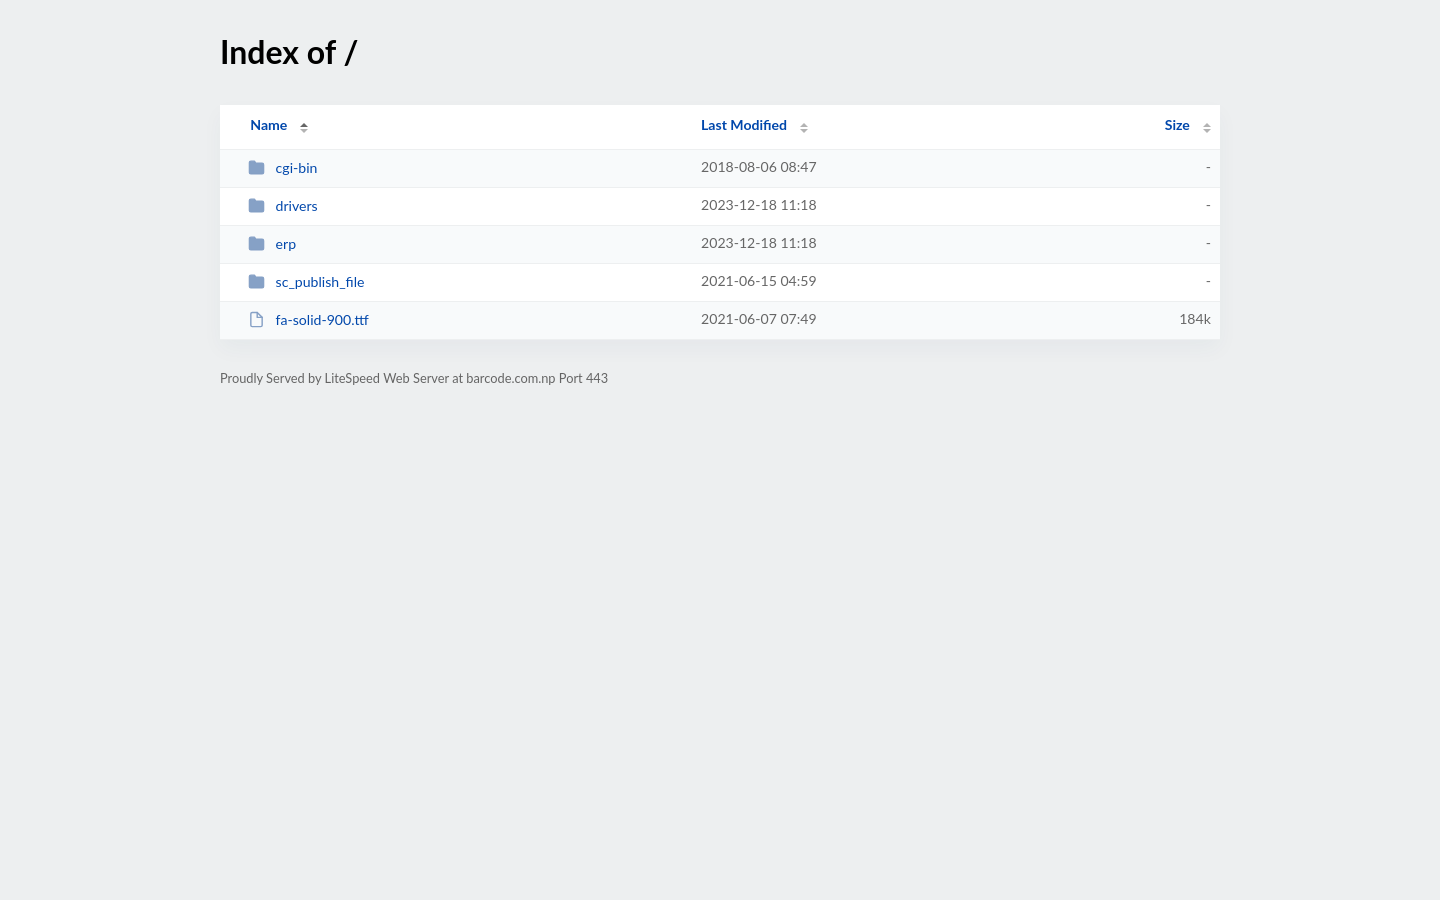 Index of /
Name Last Modified Size
cgi-bin 2018-08-06 08:47 -
drivers 2023-12-18 11:18 -
erp 2023-12-18 11:18 -
sc_publish_file 2021-06-15 04:59 -
fa-solid-900.ttf 2021-06-07 07:49 184k
Proudly Served by LiteSpeed Web Server at barcode.com.np Port 443